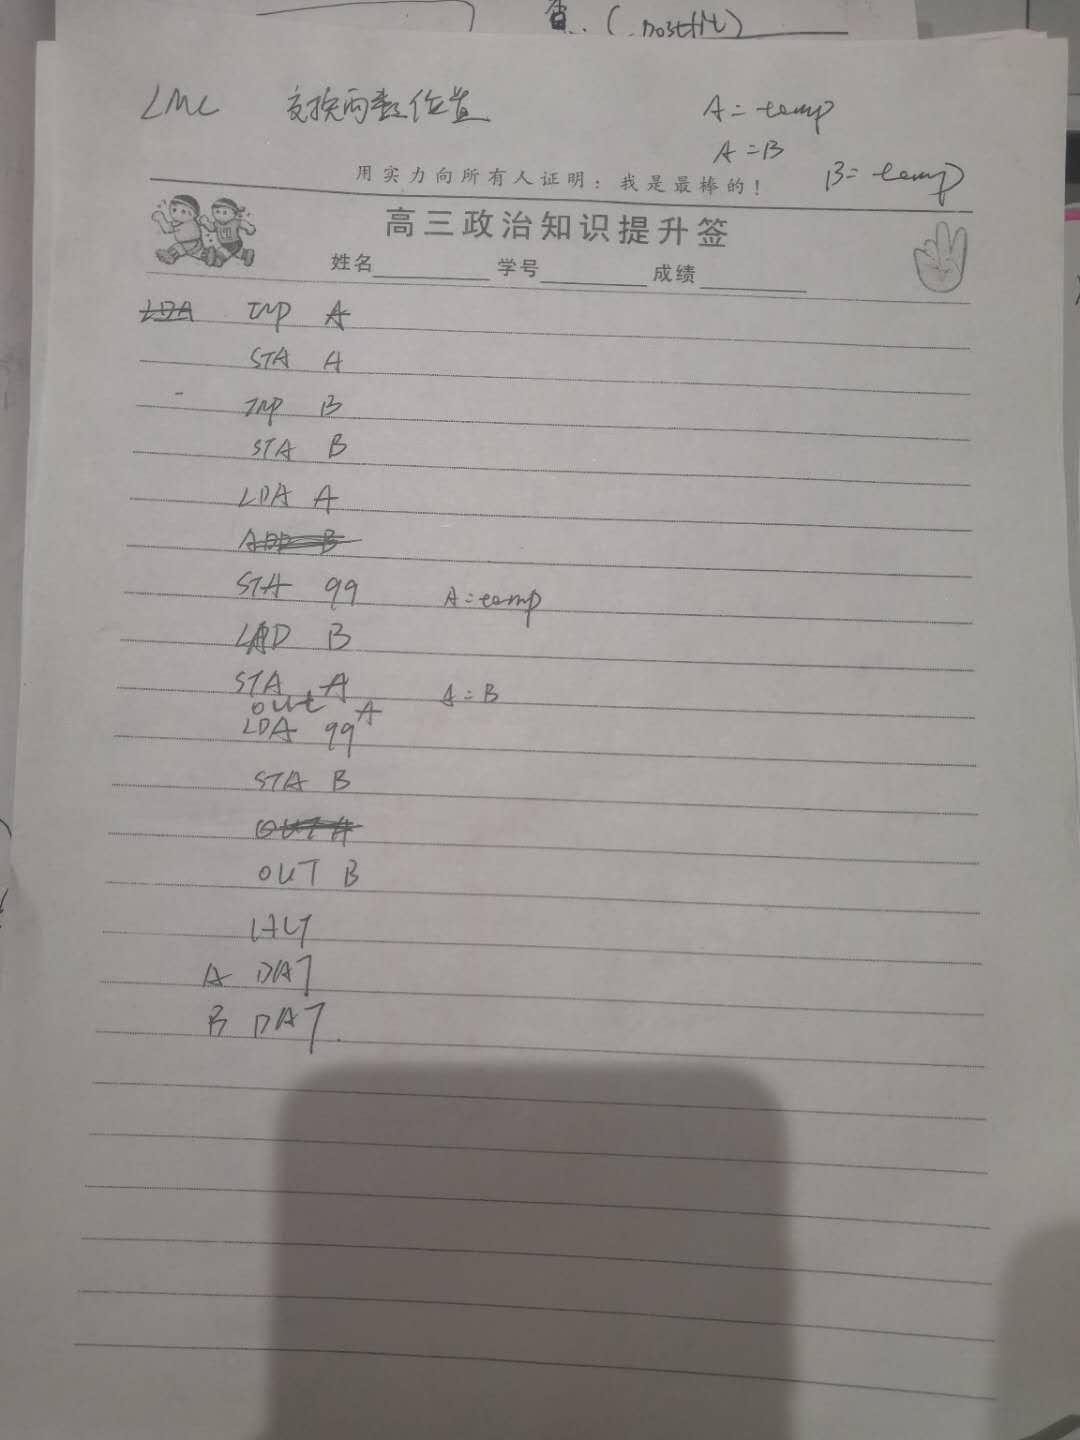 (postfix)
LMC 交换两数位置 A = temp
A = B
B = temp
用实力向所有人证明：我是最棒的！
高三政治知识提升签
姓名 学号 成绩
LDA INP A
STA A
INP B
STA B
LDA A
ADD B
STA 99 A = temp
LAD B
STA A A = B
out A
LDA 99
STA B
OUT A
OUT B
HLT
A DAT
B DAT.